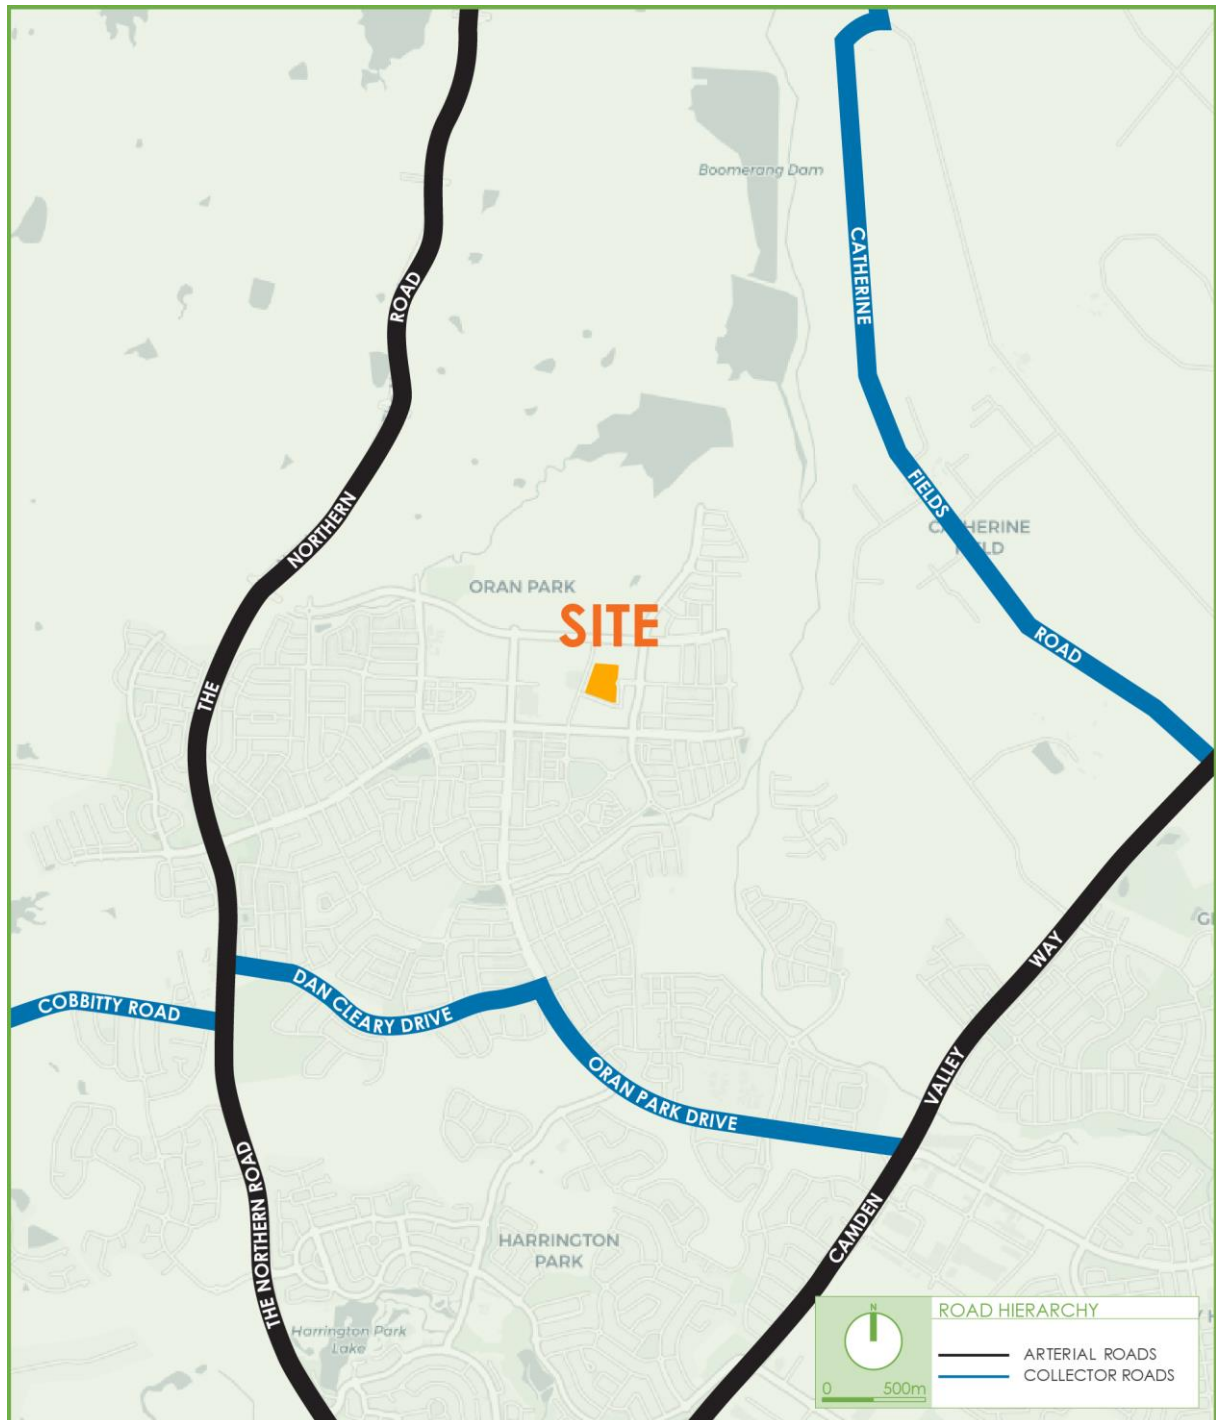 Boomerang Dam
CATHERINE
ROAD
FIELDS
NORTHERN
CATHERINE
ORAN PARK
SITE
ROAD
THE
WAY
DAN CLEARY DRIVE
COBBITTY ROAD
VALLEY
ORAN PARK DRIVE
THE NORTHERN ROAD
CAMDEN
HARRINGTON
PARK
Harrington Park
Lake
N
ROAD HIERARCHY
ARTERIAL ROADS
COLLECTOR ROADS
0 500m